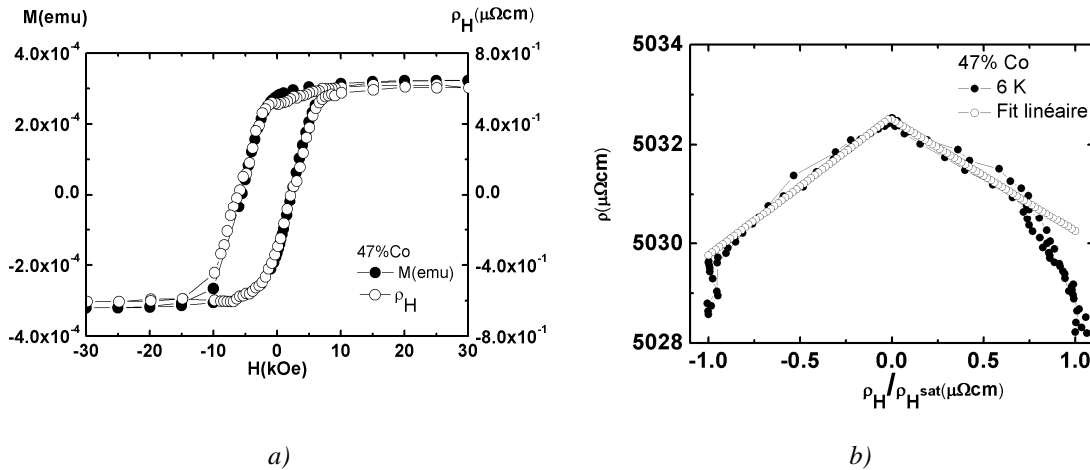 M(emu)
ρH(μΩcm)
4.0x10⁻⁴
2.0x10⁻⁴
0.0
-2.0x10⁻⁴
-4.0x10⁻⁴
8.0x10⁻¹
4.0x10⁻¹
0.0
-4.0x10⁻¹
-8.0x10⁻¹
47%Co
M(emu)
ρH
-30 -20 -10 0 10 20 30
H(kOe)
a)
5034
5032
5030
5028
ρ(μΩcm)
47% Co
6 K
Fit linéaire
-1.0 -0.5 0.0 0.5 1.0
ρH/ρHsat(μΩcm)
b)